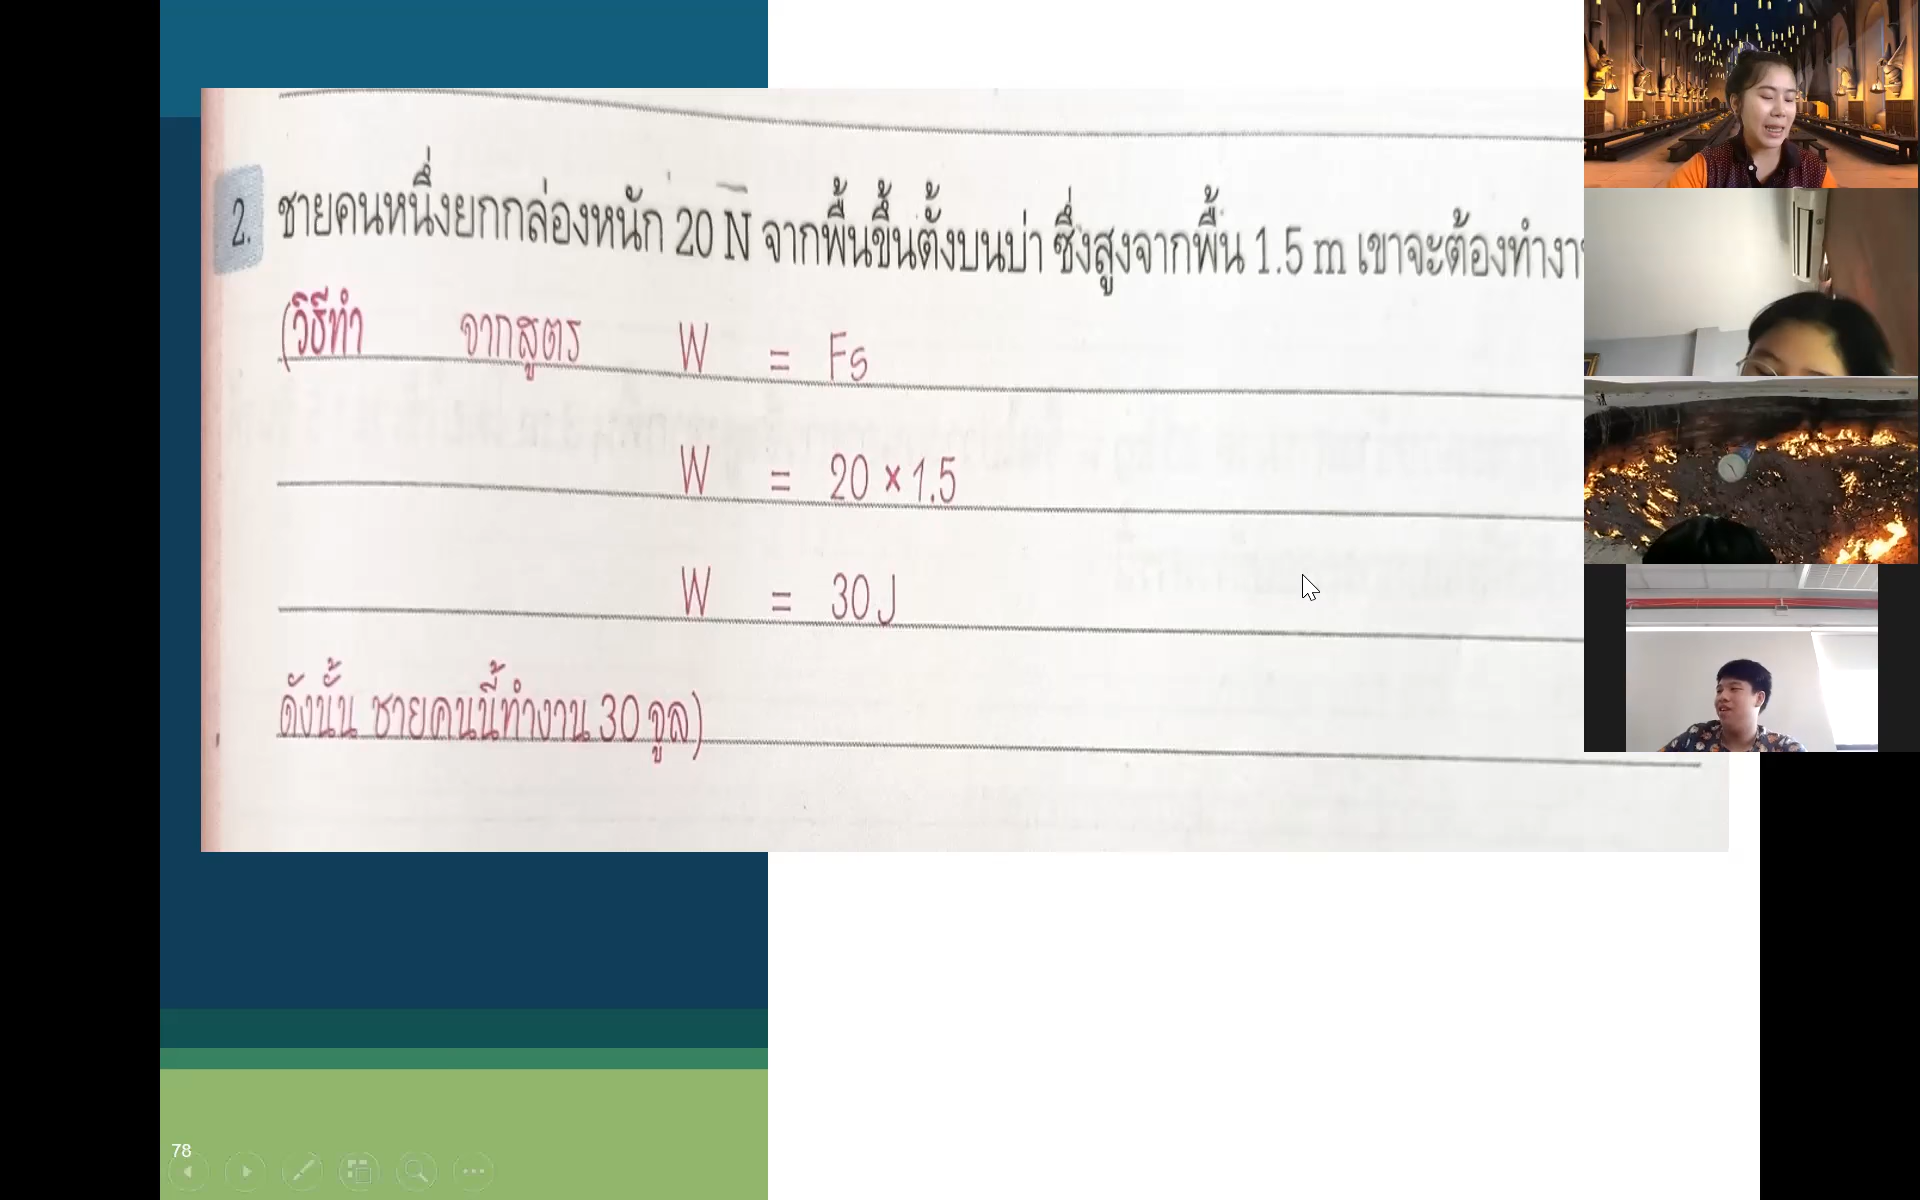 2. ชายคนหนึ่งยกกล่องหนัก 20 N จากพื้นขึ้นตั้งบนบ่า ซึ่งสูงจากพื้น 1.5 m เขาจะต้อง
(วิธีทำ จากสูตร W = Fs
W = 20 × 1.5
W = 30 J
ดังนั้น ชายคนนี้ทำงาน 30 จูล)
78